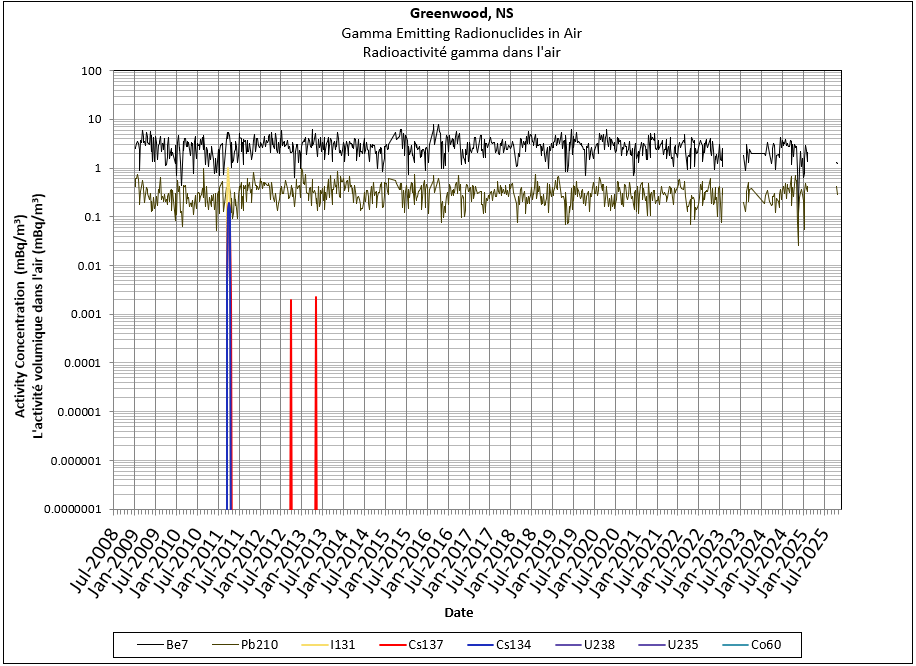 Greenwood, NS
Gamma Emitting Radionuclides in Air
Radioactivité gamma dans l'air
Activity Concentration (mBq/m³)
L'activité volumique dans l'air (mBq/m³)
100
10
1
0.1
0.01
0.001
0.0001
0.00001
0.000001
0.0000001
Jul-2008
Jan-2009
Jul-2009
Jan-2010
Jul-2010
Jan-2011
Jul-2011
Jan-2012
Jul-2012
Jan-2013
Jul-2013
Jan-2014
Jul-2014
Jan-2015
Jul-2015
Jan-2016
Jul-2016
Jan-2017
Jul-2017
Jan-2018
Jul-2018
Jan-2019
Jul-2019
Jan-2020
Jul-2020
Jan-2021
Jul-2021
Jan-2022
Jul-2022
Jan-2023
Jul-2023
Jan-2024
Jul-2024
Jan-2025
Jul-2025
Date
Be7 Pb210 I131 Cs137 Cs134 U238 U235 Co60